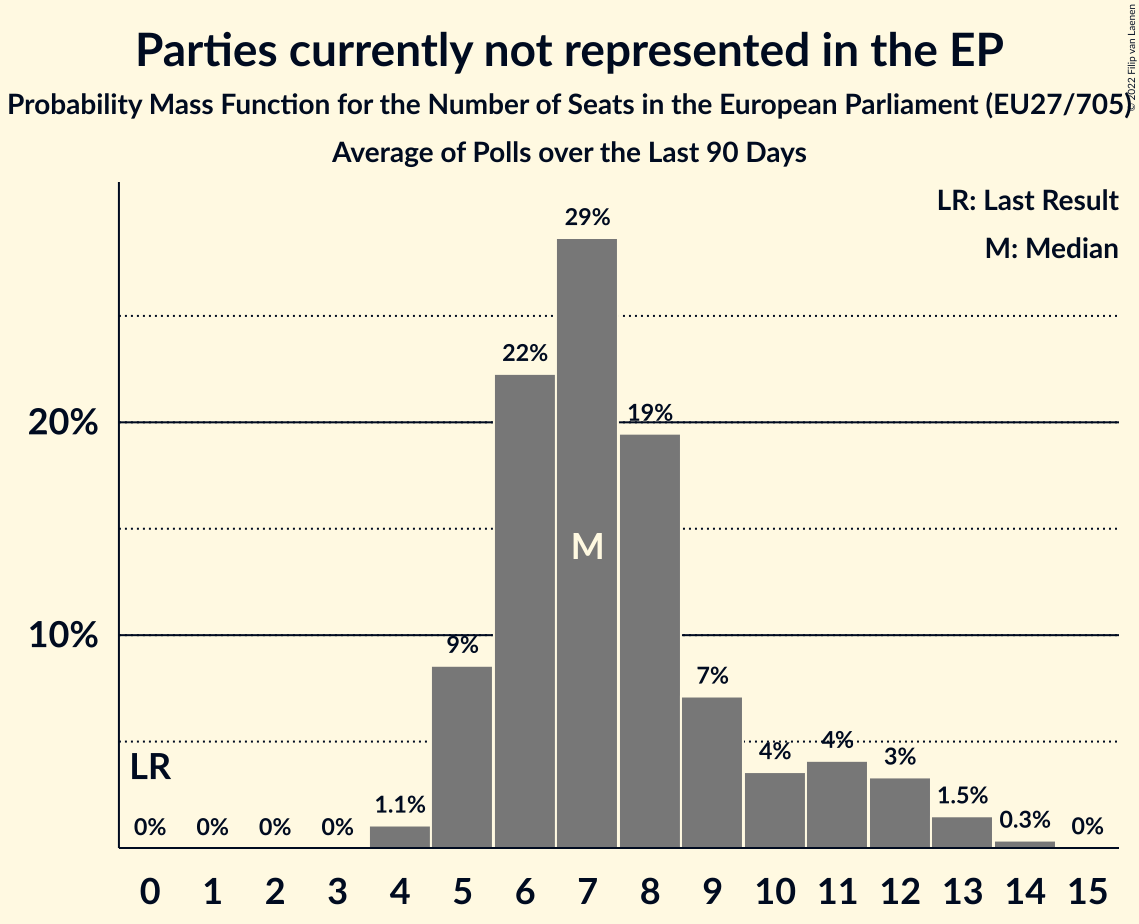 Parties currently not represented in the EP
Probability Mass Function for the Number of Seats in the European Parliament (EU27/705)
Average of Polls over the Last 90 Days
© 2022 Filip van Laenen
LR: Last Result
M: Median
20%
10%
LR
M
0%
0%
0%
0%
1.1%
9%
22%
29%
19%
7%
4%
4%
3%
1.5%
0.3%
0%
0 1 2 3 4 5 6 7 8 9 10 11 12 13 14 15